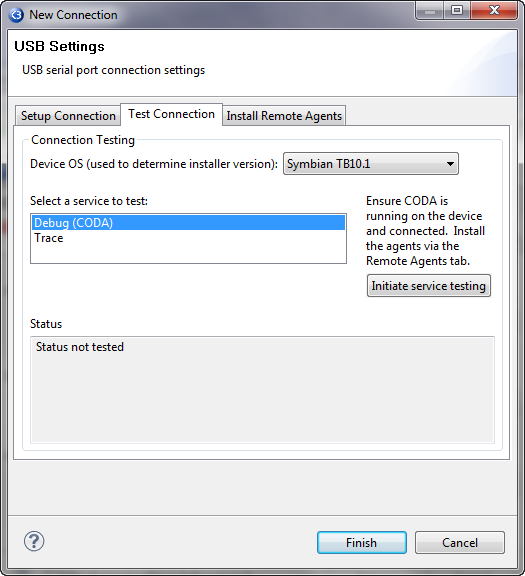 New Connection
USB Settings
USB serial port connection settings
Setup Connection
Test Connection
Install Remote Agents
Connection Testing
Device OS (used to determine installer version):
Symbian TB10.1
Select a service to test:
Debug (CODA)
Trace
Ensure CODA is
running on the device
and connected. Install
the agents via the
Remote Agents tab.
Initiate service testing
Status
Status not tested
?
Finish
Cancel